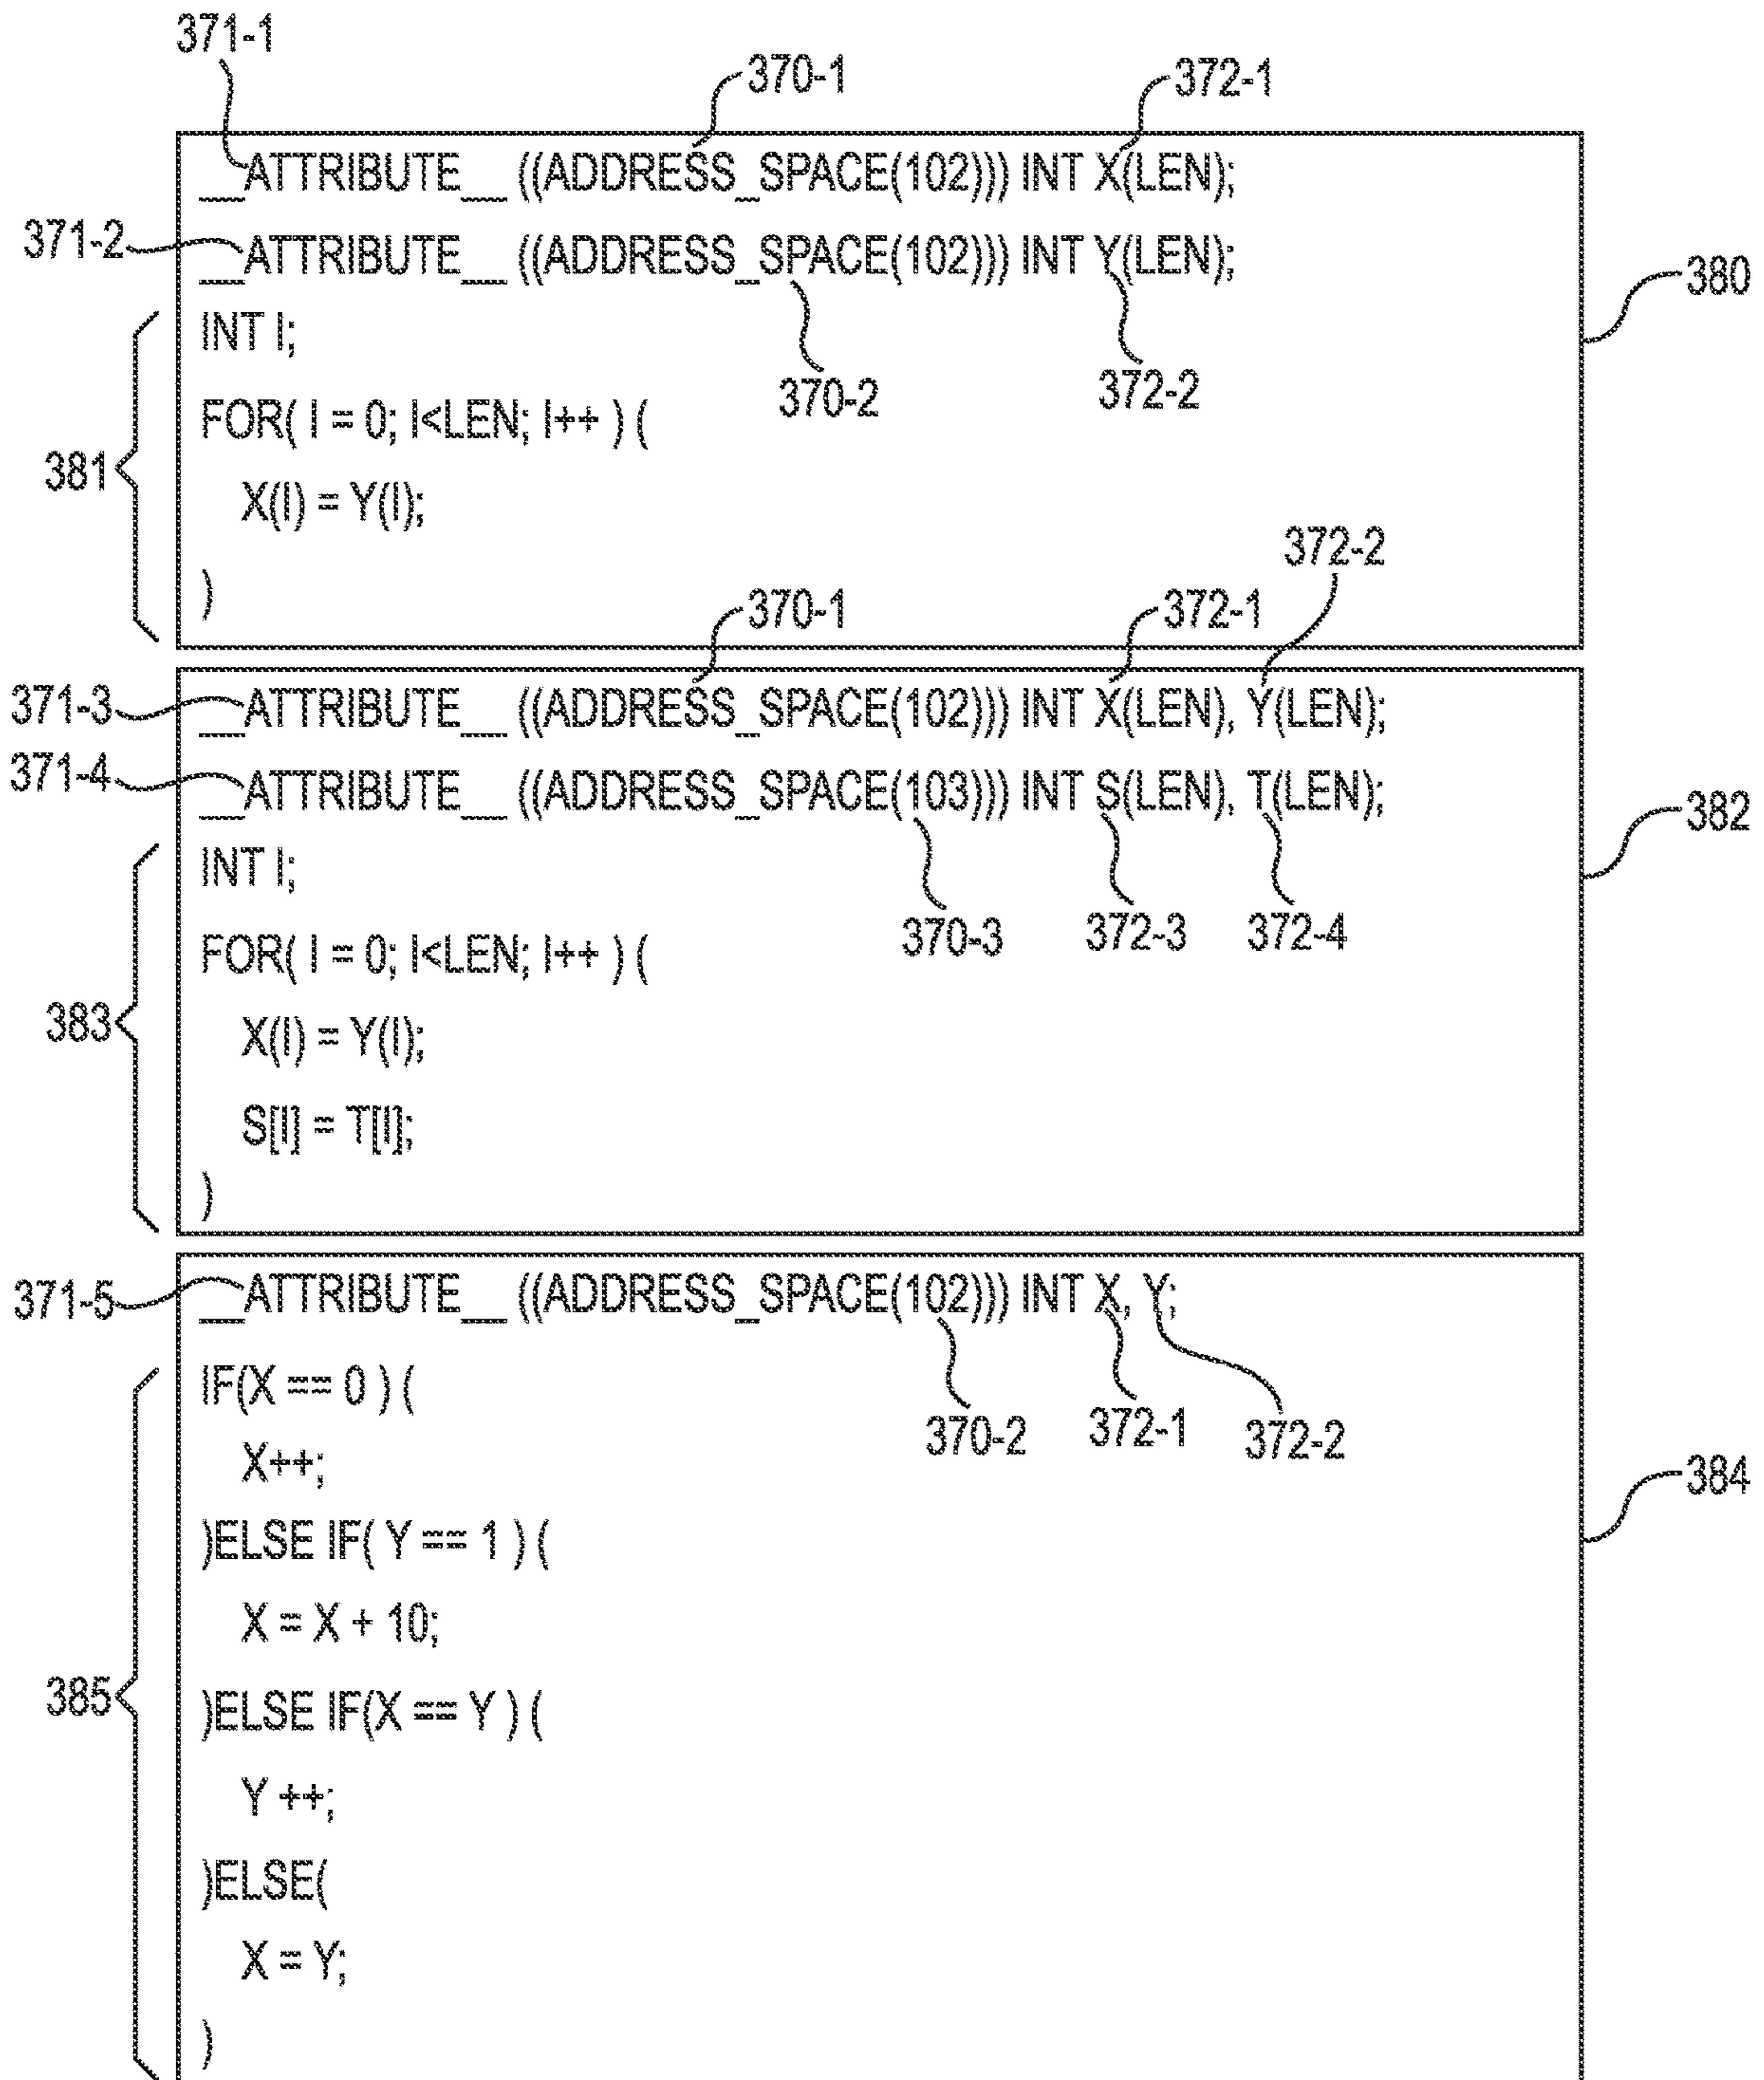 371-1
370-1
372-1
__ATTRIBUTE__ ((ADDRESS_SPACE(102))) INT X(LEN);
371-2
__ATTRIBUTE__ ((ADDRESS_SPACE(102))) INT Y(LEN);
380
INT I;
370-2
372-2
FOR( I = 0; I<LEN; I++ ) (
381
X(I) = Y(I);
372-2
)
370-1
372-1
371-3
__ATTRIBUTE__ ((ADDRESS_SPACE(102))) INT X(LEN), Y(LEN);
371-4
__ATTRIBUTE__ ((ADDRESS_SPACE(103))) INT S(LEN), T(LEN);
382
INT I;
370-3
372-3
372-4
FOR( I = 0; I<LEN; I++ ) (
383
X(I) = Y(I);
S[I] = T[I];
)
371-5
__ATTRIBUTE__ ((ADDRESS_SPACE(102))) INT X, Y;
IF(X == 0 ) (
370-2
372-1
372-2
X++;
384
)ELSE IF( Y == 1 ) (
X = X + 10;
385
)ELSE IF(X == Y ) (
Y ++;
)ELSE(
X = Y;
)